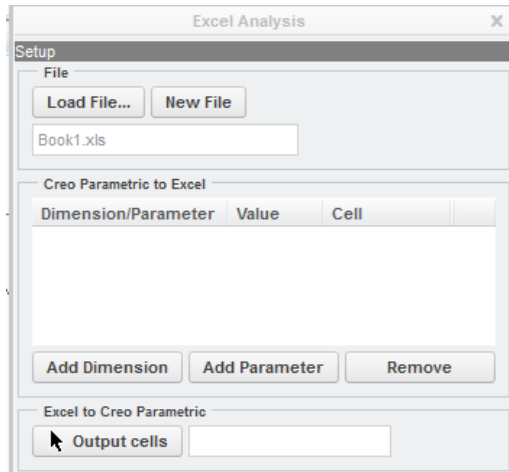 Excel Analysis
Setup
File
Load File... New File
Book1.xls
Creo Parametric to Excel
Dimension/Parameter Value Cell
Add Dimension Add Parameter Remove
Excel to Creo Parametric
Output cells